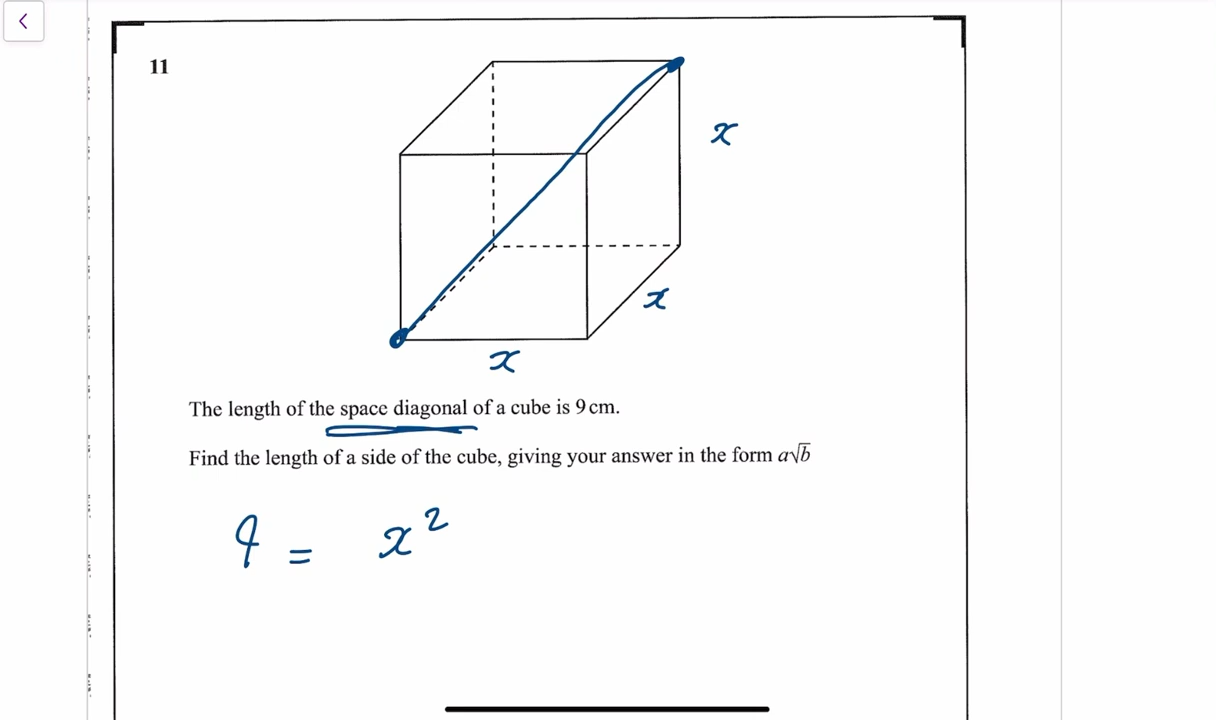 11
x
x
x
The length of the space diagonal of a cube is 9 cm.
Find the length of a side of the cube, giving your answer in the form a√b
9 = x²